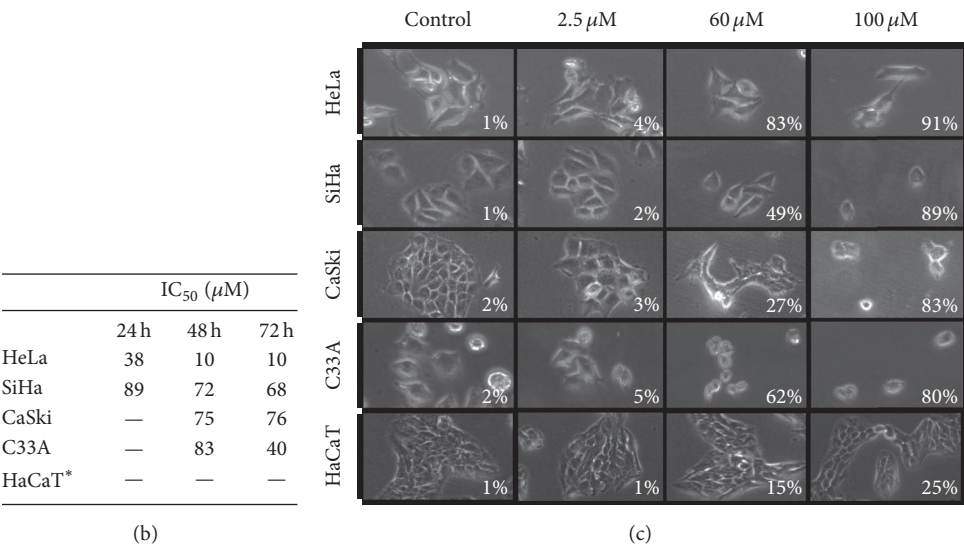 IC50 (μM)
24 h 48 h 72 h
HeLa 38 10 10
SiHa 89 72 68
CaSki — 75 76
C33A — 83 40
HaCaT* — — —
(b)
Control 2.5 μM 60 μM 100 μM
HeLa 1% 4% 83% 91%
SiHa 1% 2% 49% 89%
CaSki 2% 3% 27% 83%
C33A 2% 5% 62% 80%
HaCaT 1% 1% 15% 25%
(c)